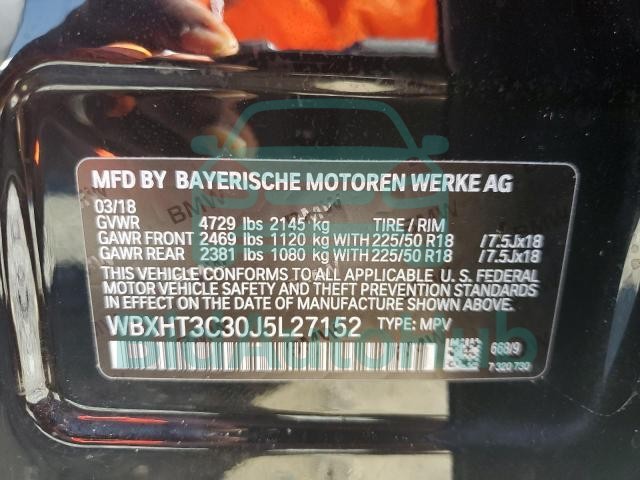 MFD BY BAYERISCHE MOTOREN WERKE AG
03/18
GVWR 4729 lbs 2145 kg TIRE / RIM
GAWR FRONT 2469 lbs 1120 kg WITH 225/50 R18 /7.5Jx18
GAWR REAR 2381 lbs 1080 kg WITH 225/50 R18 /7.5Jx18
THIS VEHICLE CONFORMS TO ALL APPLICABLE U. S. FEDERAL
MOTOR VEHICLE SAFETY AND THEFT PREVENTION STANDARDS
IN EFFECT ON THE DATE OF MANUFACTURE SHOWN ABOVE.
WBXHT3C30J5L27152 TYPE: MPV
668/9
7 320 730